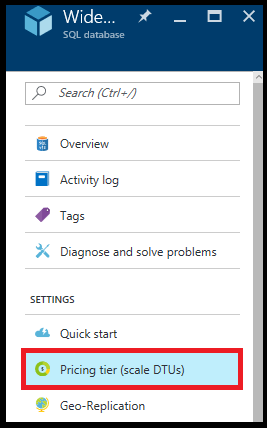 Wide...
SQL database
Search (Ctrl+/)
Overview
Activity log
Tags
Diagnose and solve problems
SETTINGS
Quick start
Pricing tier (scale DTUs)
Geo-Replication